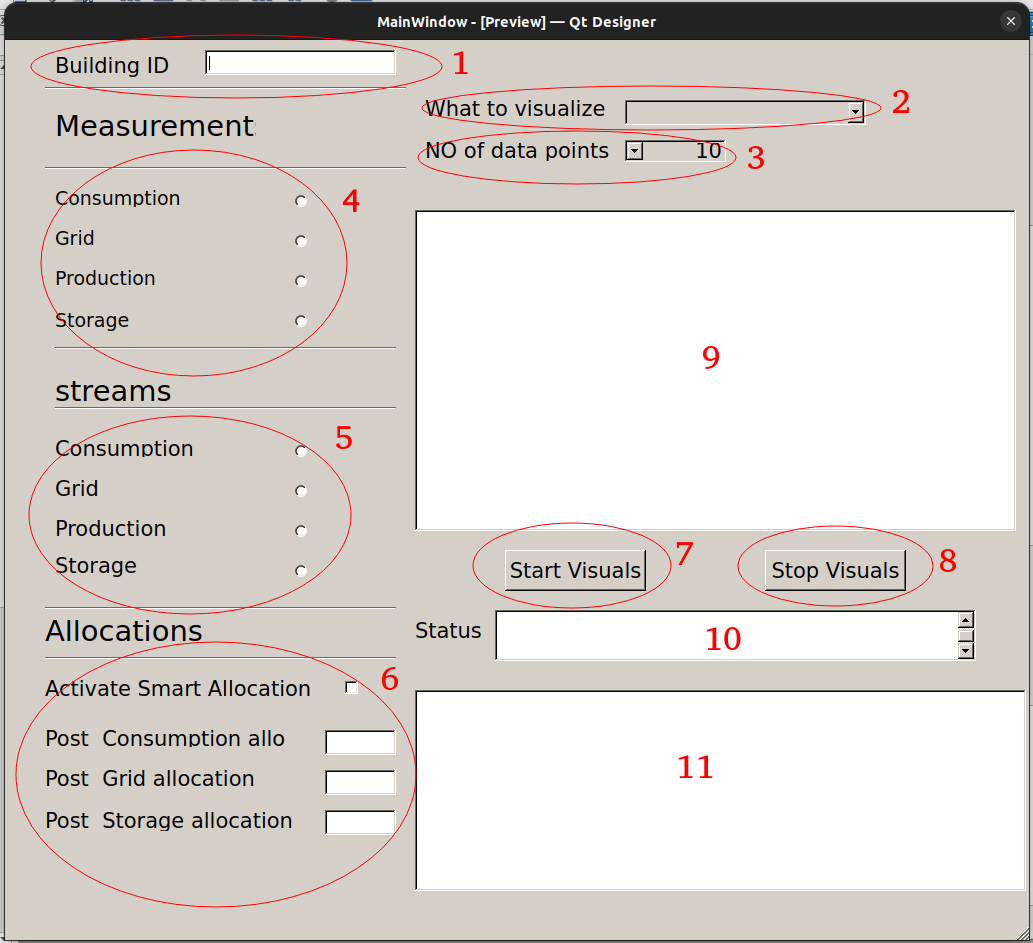 MainWindow - [Preview] — Qt Designer
Building ID 1
What to visualize 2
Measurements
NO of data points 10 3
Consumption 4
Grid
Production
Storage
9
streams
Consumption 5
Grid
Production
Storage
Start Visuals 7
Stop Visuals 8
Allocations
Status 10
Activate Smart Allocation 6
Post Consumption allo
Post Grid allocation
Post Storage allocation
11